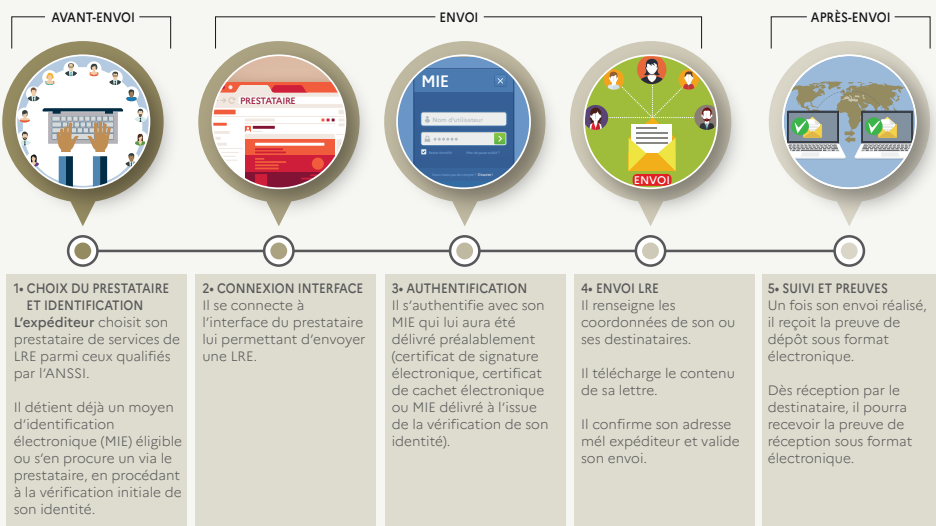 AVANT-ENVOI
ENVOI
APRÈS-ENVOI
PRESTATAIRE
MIE
Nom d'utilisateur
ENVOI
1• CHOIX DU PRESTATAIRE
ET IDENTIFICATION
L'expéditeur choisit son
prestataire de services de
LRE parmi ceux qualifiés
par l'ANSSI.
Il détient déjà un moyen
d'identification
électronique (MIE) éligible
ou s'en procure un via le
prestataire, en procédant
à la vérification initiale de
son identité.
2• CONNEXION INTERFACE
Il se connecte à
l'interface du prestataire
lui permettant d'envoyer
une LRE.
3• AUTHENTIFICATION
Il s'authentifie avec son
MIE qui lui aura été
délivré préalablement
(certificat de signature
électronique, certificat
de cachet électronique
ou MIE délivré à l'issue
de la vérification de son
identité).
4• ENVOI LRE
Il renseigne les
coordonnées de son ou
ses destinataires.
Il télécharge le contenu
de sa lettre.
Il confirme son adresse
mél expéditeur et valide
son envoi.
5• SUIVI ET PREUVES
Un fois son envoi réalisé,
il reçoit la preuve de
dépôt sous format
électronique.
Dès réception par le
destinataire, il pourra
recevoir la preuve de
réception sous format
électronique.